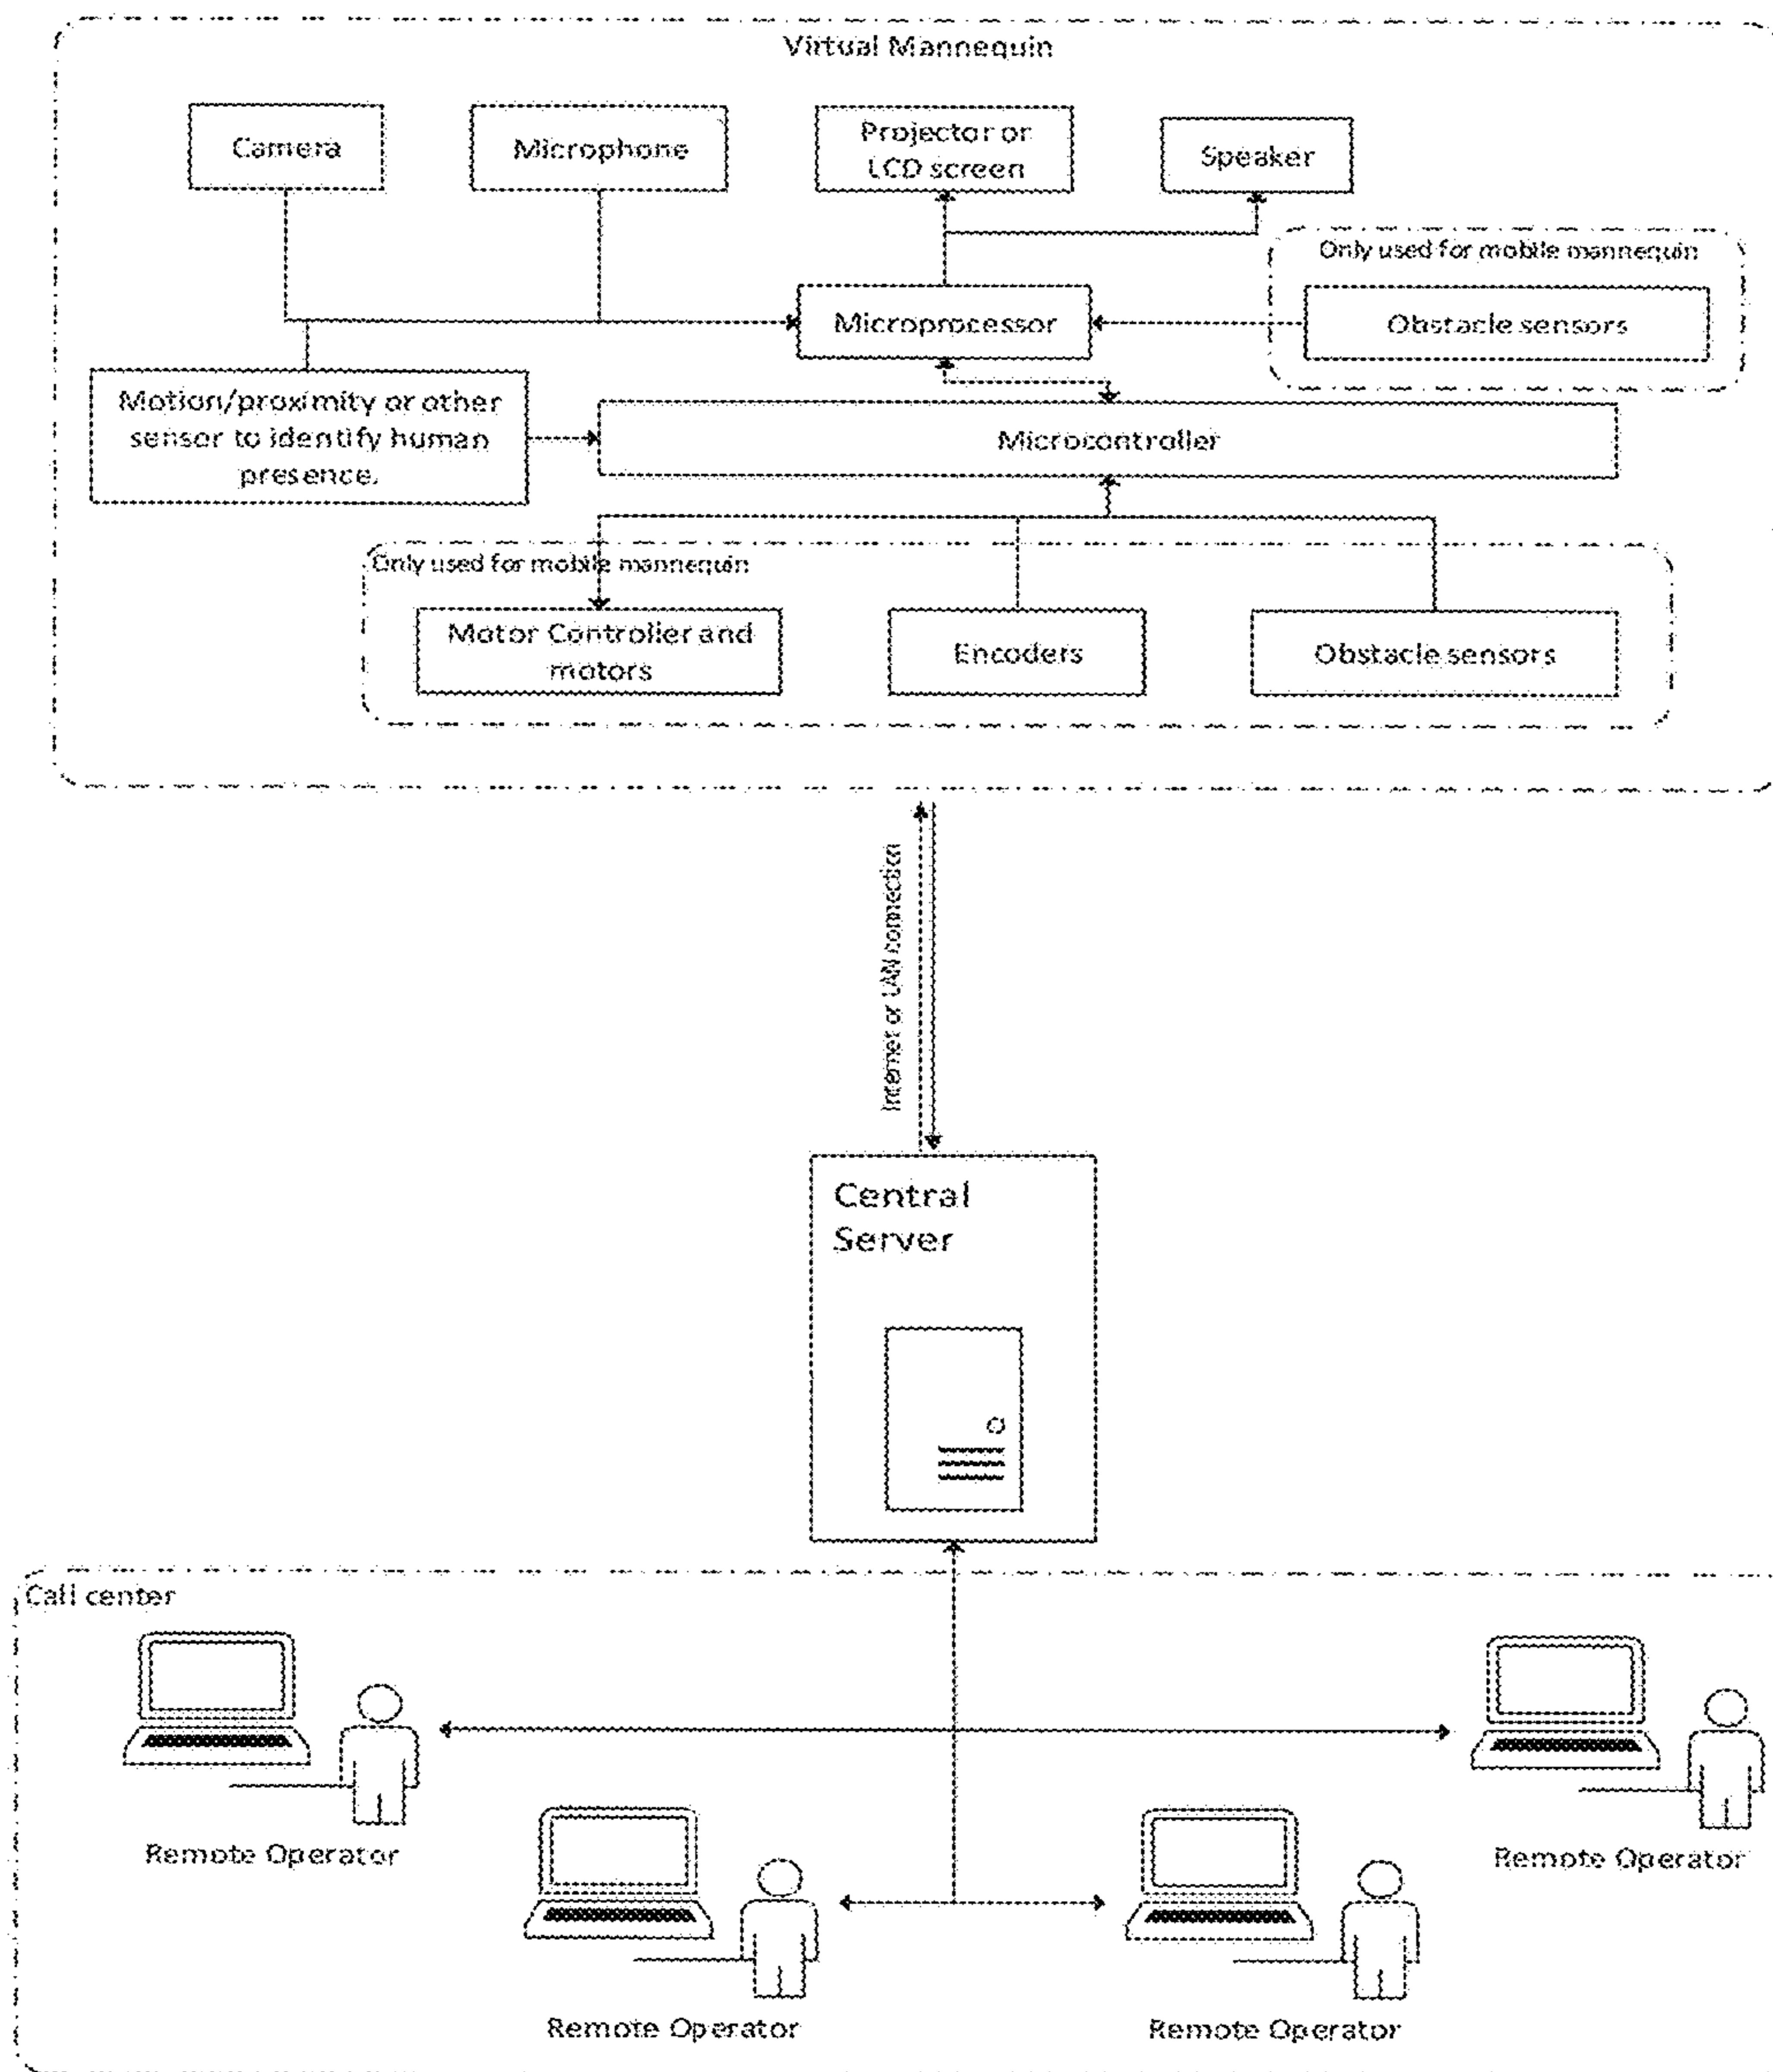 Virtual Mannequin
Camera
Microphone
Projector or
LCD screen
Speaker
Only used for mobile mannequin
Microprocessor
Obstacle sensors
Motion/proximity or other
sensor to identify human
presence.
Microcontroller
Only used for mobile mannequin
Motor Controller and
motors
Encoders
Obstacle sensors
Internet or LAN connection
Central
Server
Call center
Remote Operator
Remote Operator
Remote Operator
Remote Operator